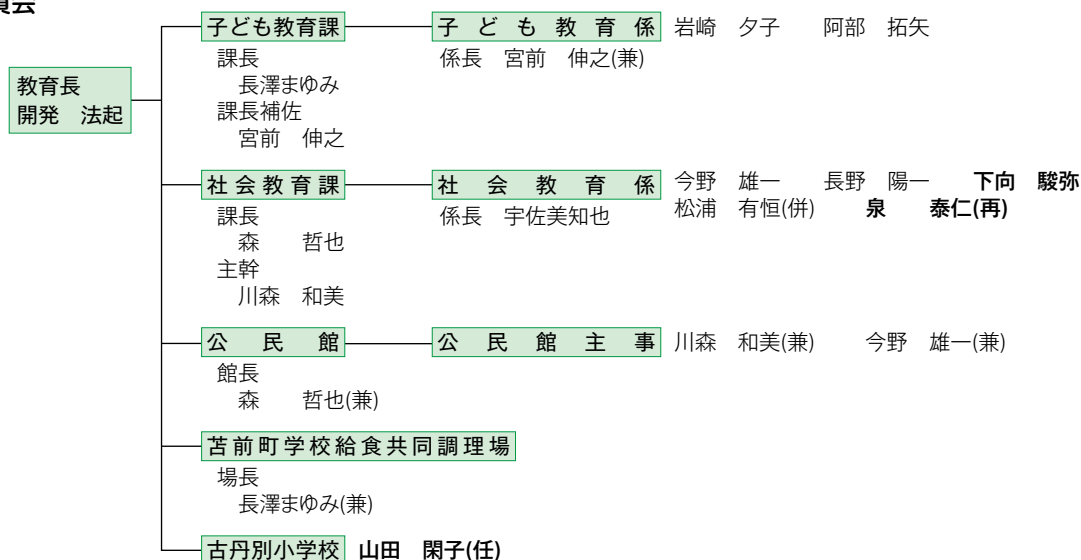 員会
子ども教育課　子ども教育係　岩崎　夕子　　阿部　拓矢
課長　係長　宮前　伸之(兼)
長澤まゆみ
課長補佐
宮前　伸之
教育長
開発　法起
社会教育課　社会教育係　今野　雄一　　長野　陽一　　下向　駿弥
課長　係長　宇佐美知也　松浦　有恒(併)　　泉　　泰仁(再)
森　　哲也
主幹
川森　和美
公民館　公民館主事　川森　和美(兼)　　今野　雄一(兼)
館長
森　　哲也(兼)
苫前町学校給食共同調理場
場長
長澤まゆみ(兼)
古丹別小学校　山田　閑子(任)